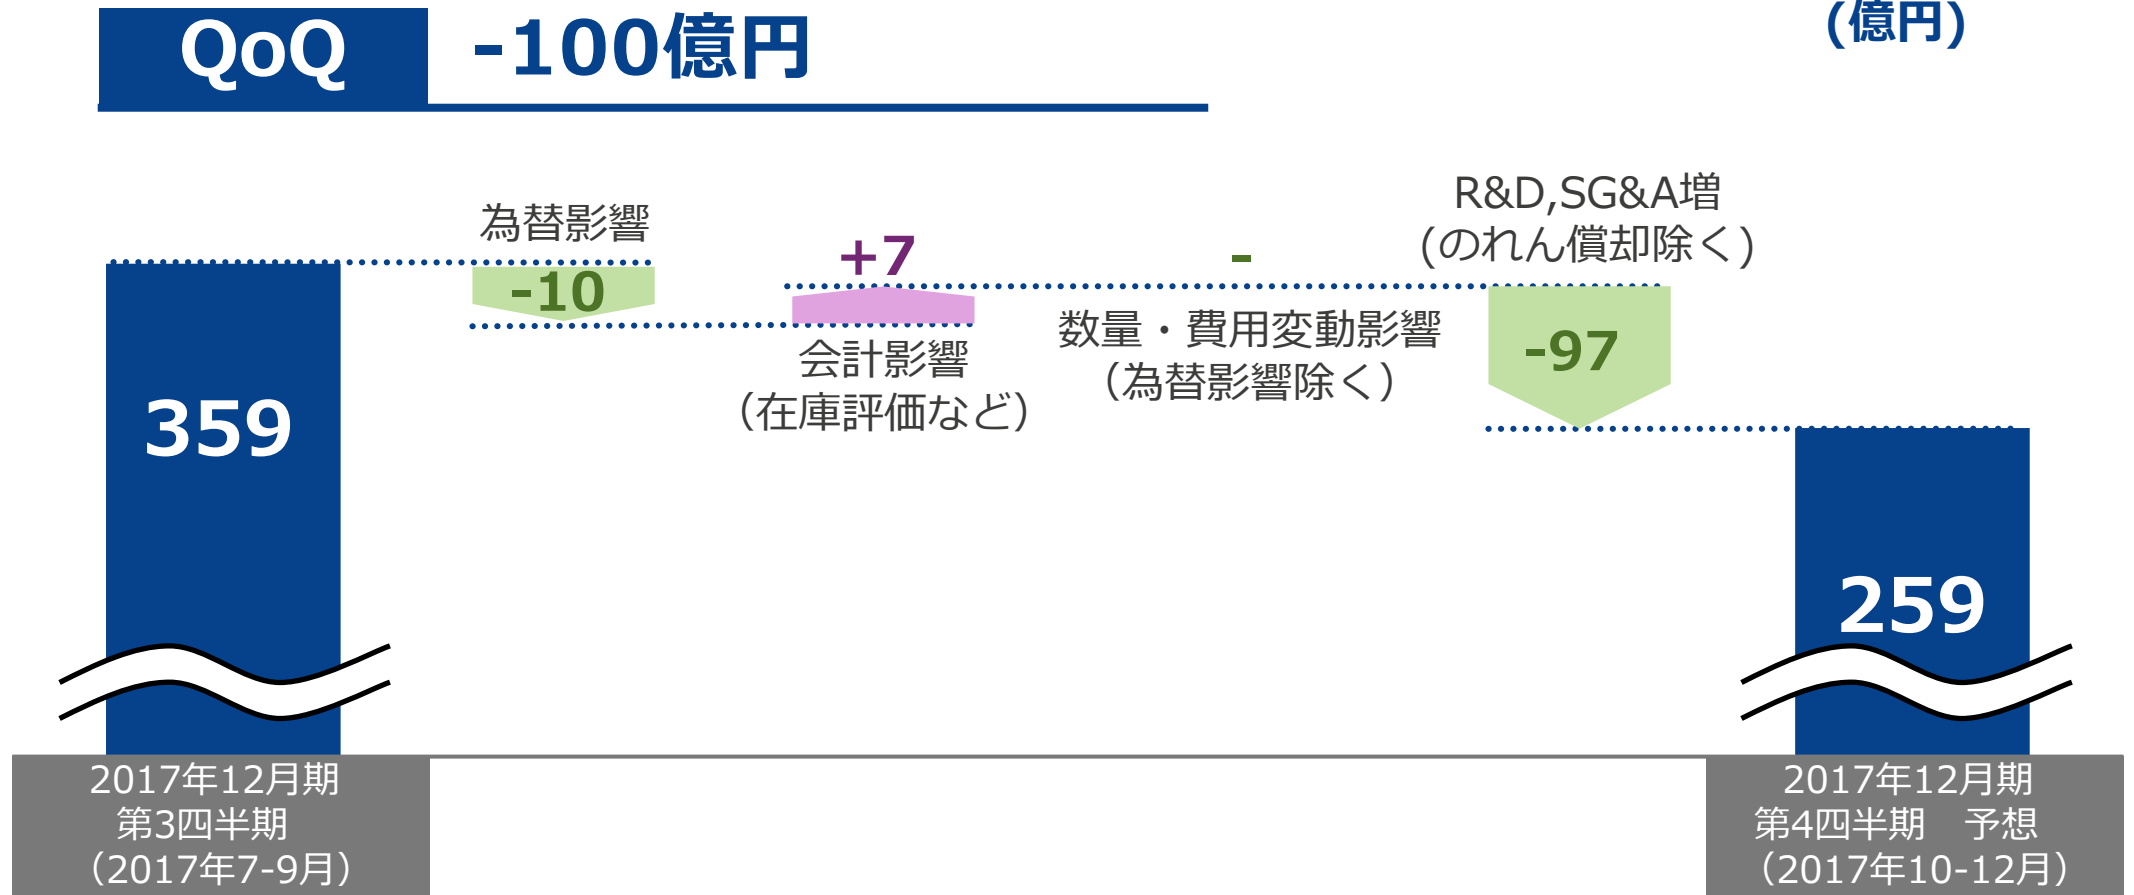 QoQ -100億円
(億円)
為替影響
-10
+7
会計影響
（在庫評価など）
-
数量・費用変動影響
（為替影響除く）
R&D,SG&A増
(のれん償却除く)
-97
359
259
2017年12月期
第3四半期
（2017年7-9月）
2017年12月期
第4四半期　予想
（2017年10-12月）